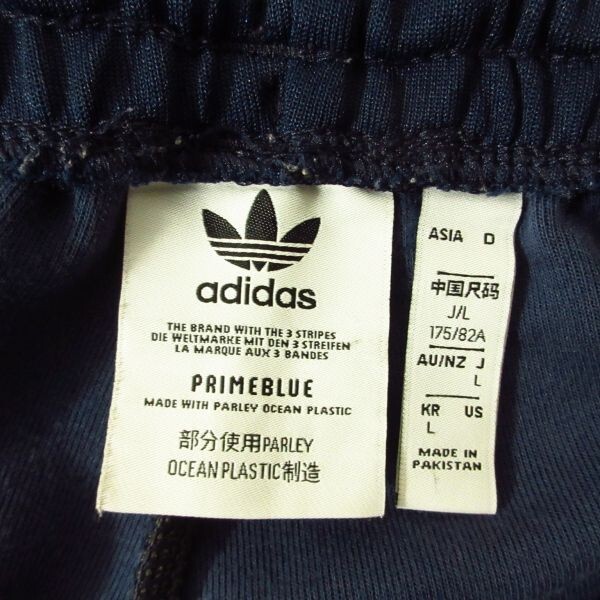 adidas
THE BRAND WITH THE 3 STRIPES
DIE WELTMARKE MIT DEN 3 STREIFEN
LA MARQUE AUX 3 BANDES
PRIMEBLUE
MADE WITH PARLEY OCEAN PLASTIC
部分使用PARLEY
OCEAN PLASTIC制造
ASIA D
中国尺码
J/L
175/82A
AU/NZ J
L
KR US
L
MADE IN
PAKISTAN